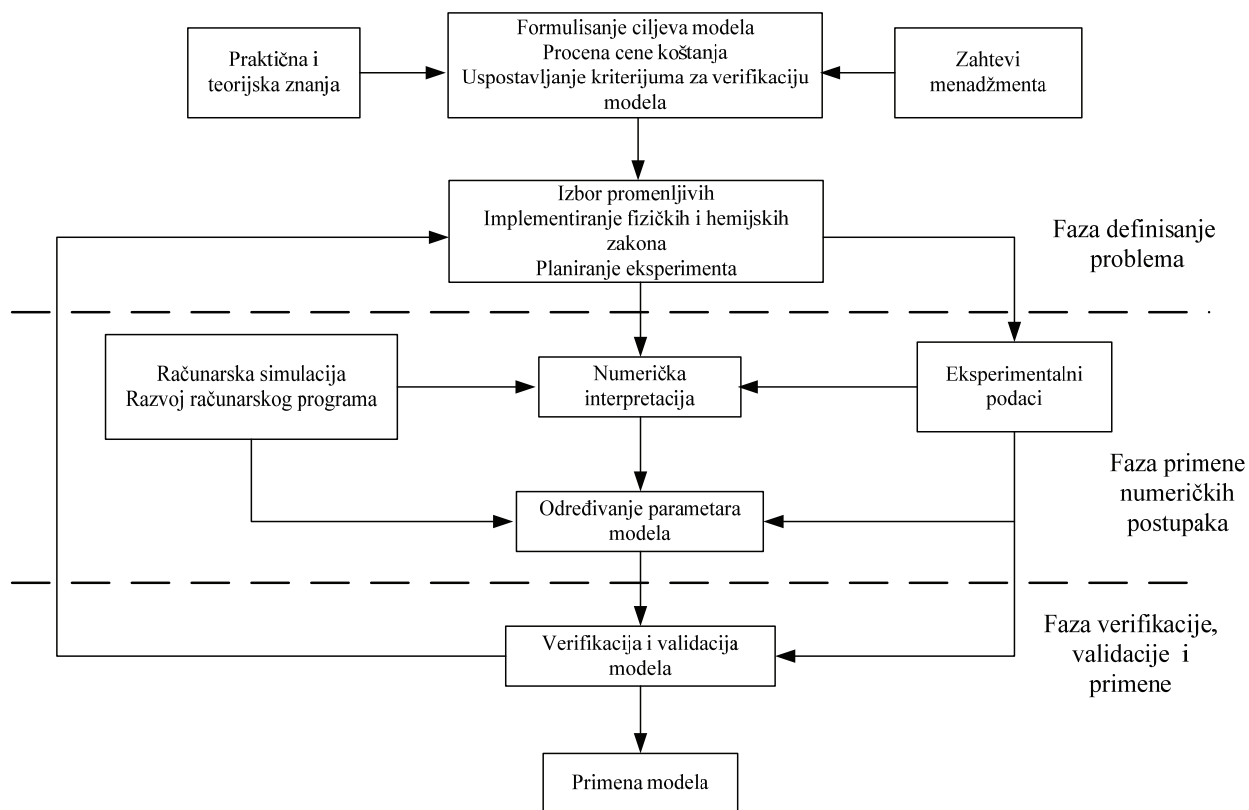 Praktična i
teorijska znanja
Formulisanje ciljeva modela
Procena cene koštanja
Uspostavljanje kriterijuma za verifikaciju
modela
Zahtevi
menadžmenta
Izbor promenljivih
Implementiranje fizičkih i hemijskih
zakona
Planiranje eksperimenta
Faza definisanje
problema
Računarska simulacija
Razvoj računarskog programa
Numerička
interpretacija
Eksperimentalni
podaci
Određivanje parametara
modela
Faza primene
numeričkih
postupaka
Verifikacija i validacija
modela
Faza verifikacije,
validacije i
primene
Primena modela